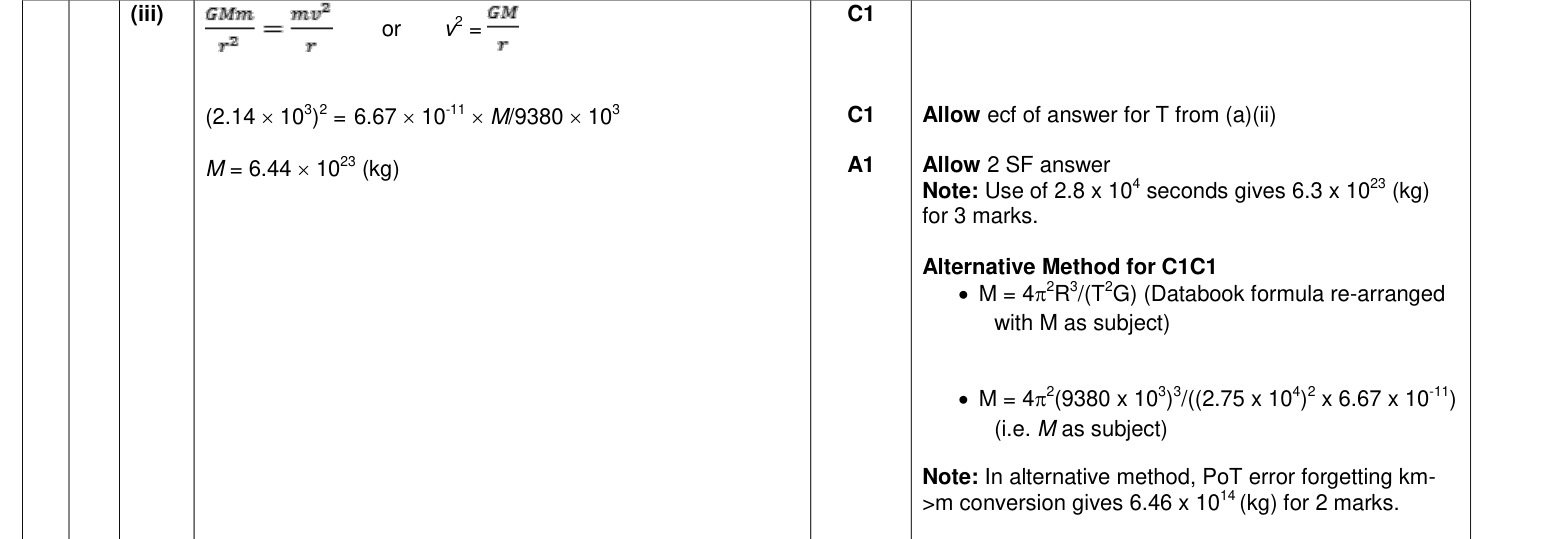 (iii) GMm/r² = mv²/r or v² = GM/r C1
(2.14 × 10³)² = 6.67 × 10⁻¹¹ × M/9380 × 10³ C1 Allow ecf of answer for T from (a)(ii)
M = 6.44 × 10²³ (kg) A1 Allow 2 SF answer
Note: Use of 2.8 x 10⁴ seconds gives 6.3 x 10²³ (kg)
for 3 marks.
Alternative Method for C1C1
• M = 4π²R³/(T²G) (Databook formula re-arranged
with M as subject)
• M = 4π²(9380 x 10³)³/((2.75 x 10⁴)² x 6.67 x 10⁻¹¹)
(i.e. M as subject)
Note: In alternative method, PoT error forgetting km-
>m conversion gives 6.46 x 10¹⁴ (kg) for 2 marks.